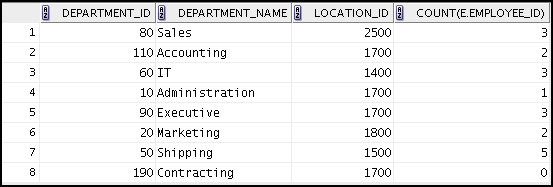 DEPARTMENT_ID DEPARTMENT_NAME LOCATION_ID COUNT(E.EMPLOYEE_ID)
1 80 Sales 2500 3
2 110 Accounting 1700 2
3 60 IT 1400 3
4 10 Administration 1700 1
5 90 Executive 1700 3
6 20 Marketing 1800 2
7 50 Shipping 1500 5
8 190 Contracting 1700 0